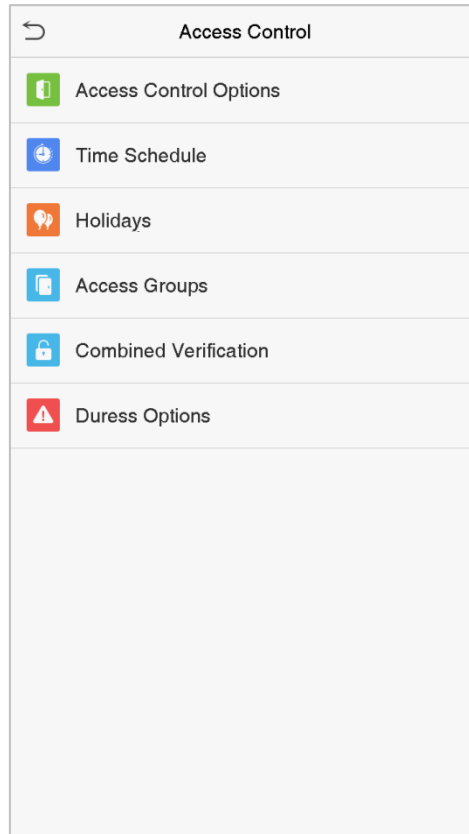 Access Control
Access Control Options
Time Schedule
Holidays
Access Groups
Combined Verification
Duress Options